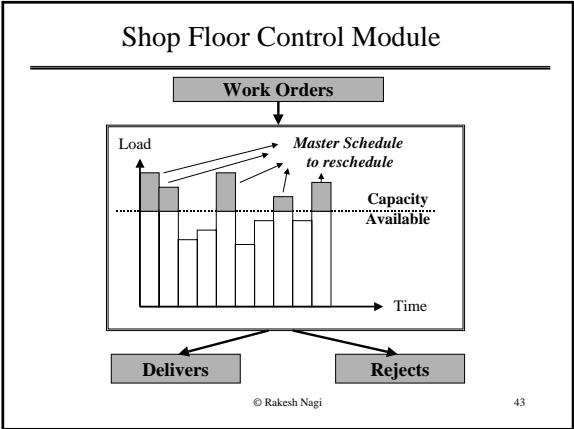 Shop Floor Control Module
Work Orders
Load
Master Schedule
to reschedule
Capacity
Available
Time
Delivers
Rejects
© Rakesh Nagi
43